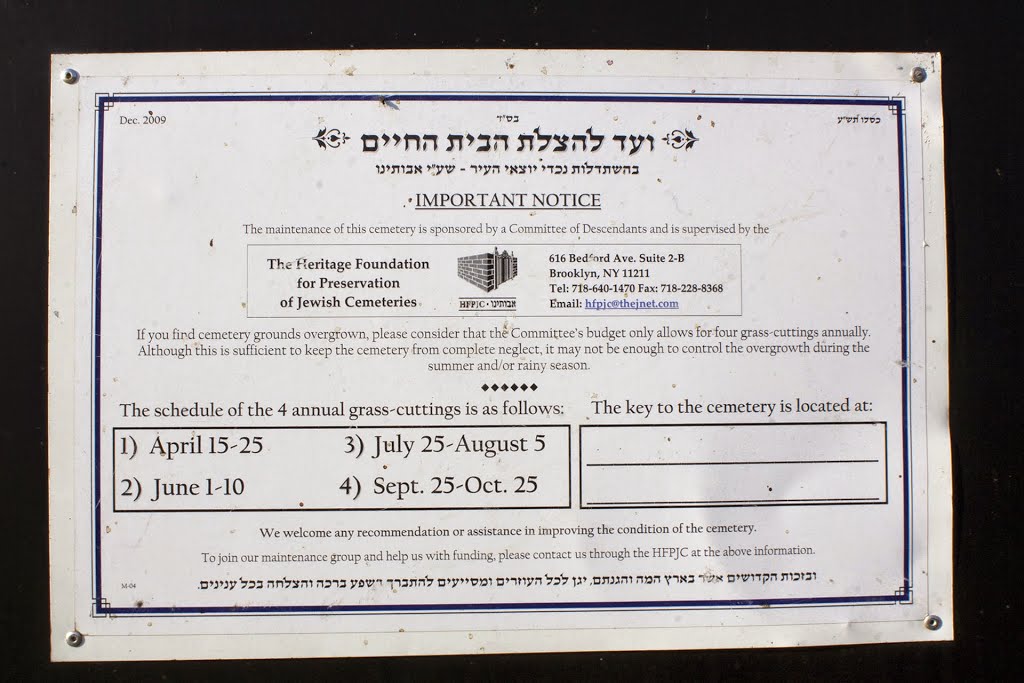 Dec. 2009
בס"ד
כסלו תש"ע
ועד להצלת הבית החיים
בהשתדלות נכדי יוצאי העיר - שע"י אבותינו
IMPORTANT NOTICE
The maintenance of this cemetery is sponsored by a Committee of Descendants and is supervised by the
The Heritage Foundation
for Preservation
of Jewish Cemeteries
HFPJC · אבותינו
616 Bedford Ave. Suite 2-B
Brooklyn, NY 11211
Tel: 718-640-1470 Fax: 718-228-8368
Email: hfpjc@thejnet.com
If you find cemetery grounds overgrown, please consider that the Committee's budget only allows for four grass-cuttings annually.
Although this is sufficient to keep the cemetery from complete neglect, it may not be enough to control the overgrowth during the
summer and/or rainy season.
The schedule of the 4 annual grass-cuttings is as follows:
1) April 15-25
2) June 1-10
3) July 25-August 5
4) Sept. 25-Oct. 25
The key to the cemetery is located at:
We welcome any recommendation or assistance in improving the condition of the cemetery.
To join our maintenance group and help us with funding, please contact us through the HFPJC at the above information.
ובזכות הקדושים אשר בארץ המה והגנתם, יגן לכל העוזרים ומסייעים להתברך בשפע ברכה והצלחה בכל ענינים.
M-04